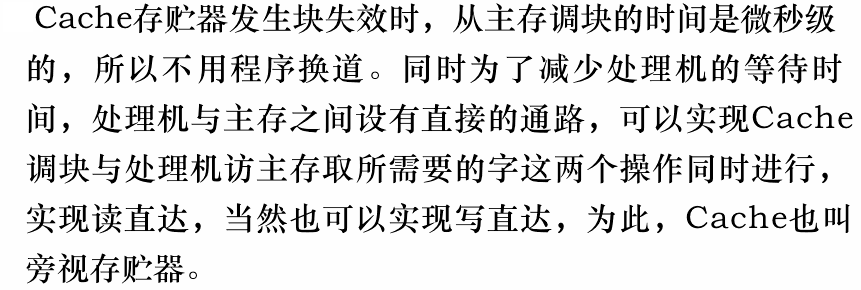 Cache存贮器发生块失效时，从主存调块的时间是微秒级
的，所以不用程序换道。同时为了减少处理机的等待时
间，处理机与主存之间设有直接的通路，可以实现Cache
调块与处理机访主存取所需要的字这两个操作同时进行，
实现读直达，当然也可以实现写直达，为此，Cache也叫
旁视存贮器。